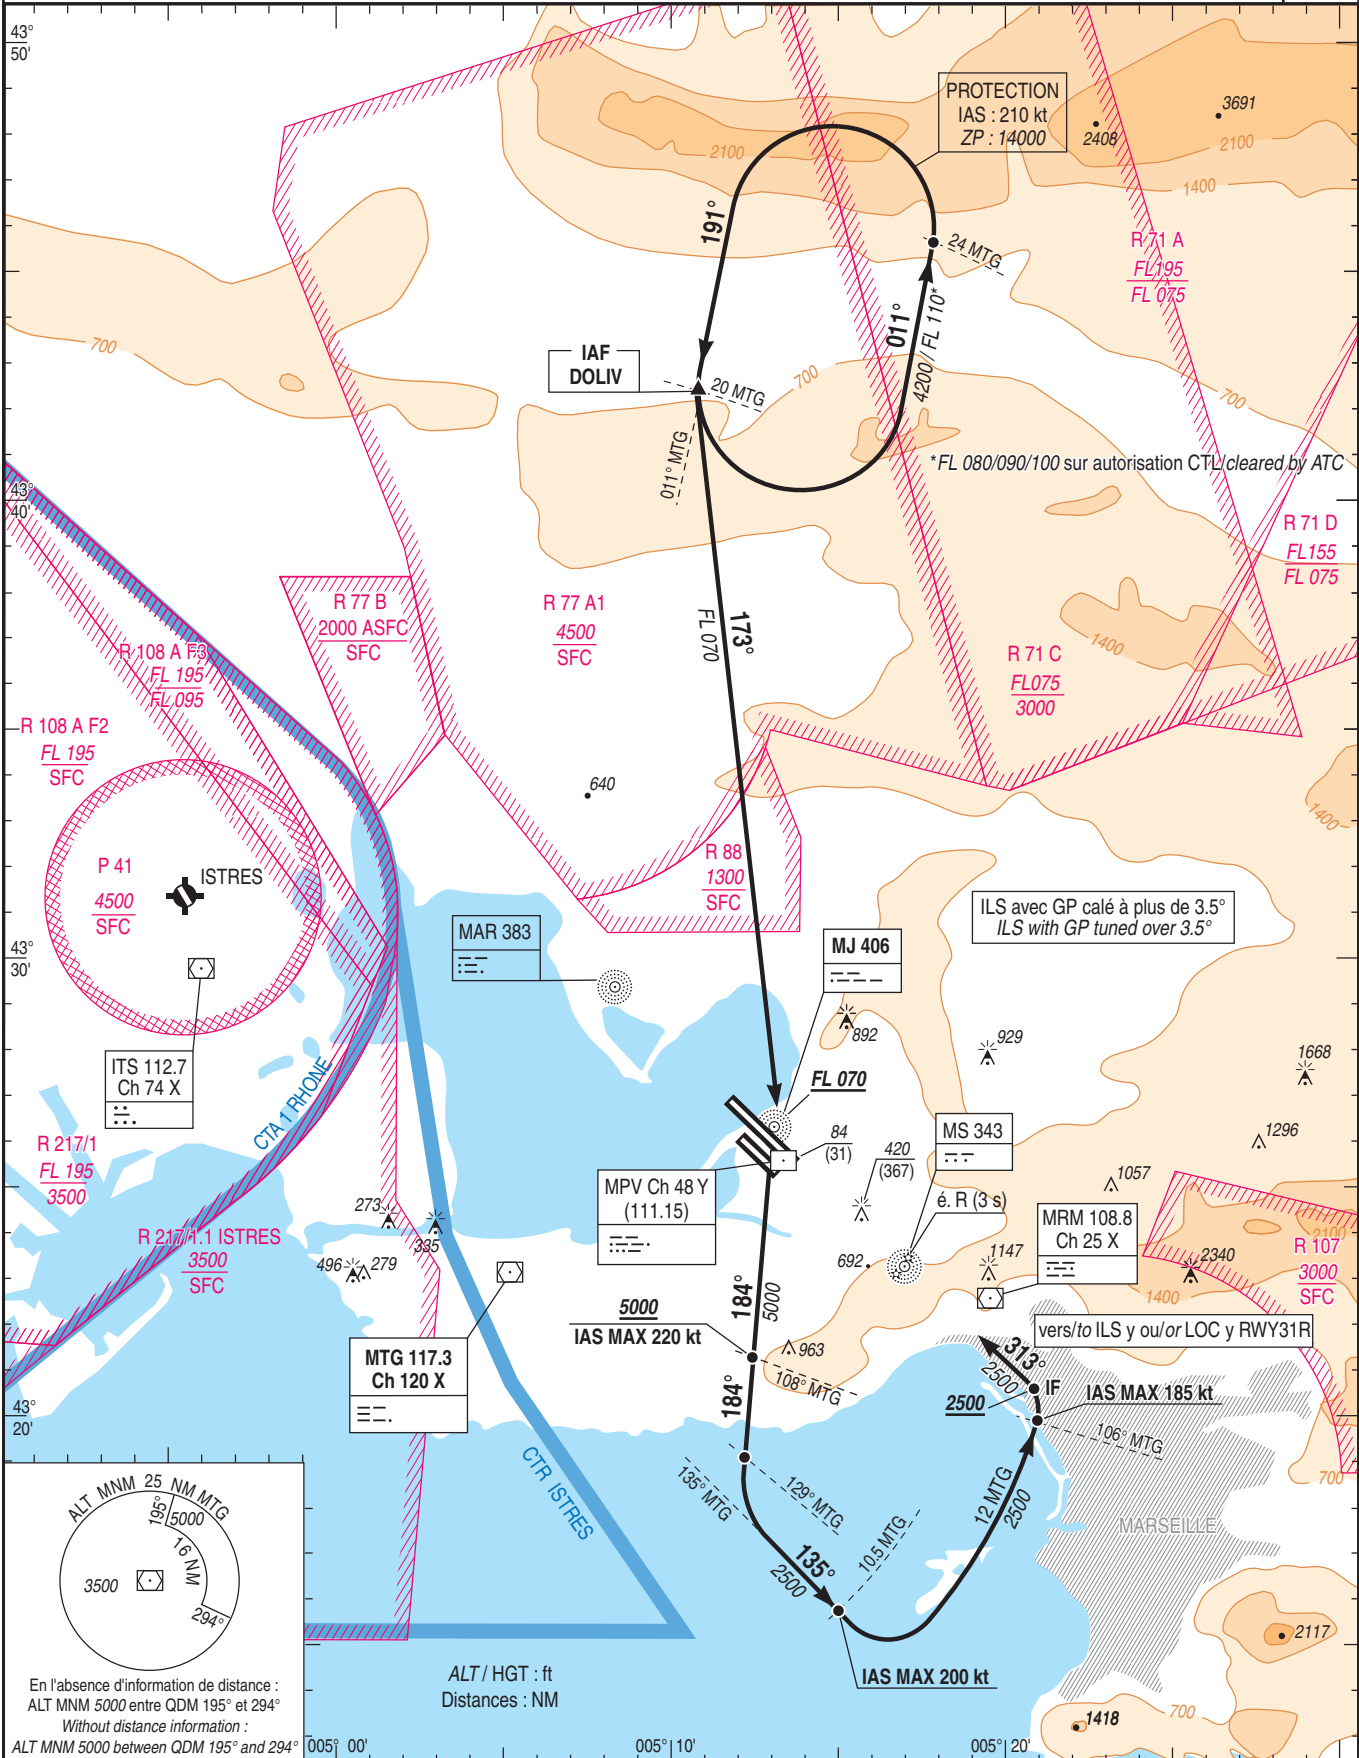 43°
50'
PROTECTION
IAS : 210 kt
ZP : 14000
3691
2408
2100
2100
1400
191°
24 MTG
R 71 A
FL195
FL 075
011°
4200 / FL 110*
700
IAF
DOLIV
20 MTG
700
700
011° MTG
*FL 080/090/100 sur autorisation CTL/cleared by ATC
43°
40'
R 71 D
FL155
FL 075
R 77 B
2000 ASFC
SFC
R 77 A1
4500
SFC
173°
FL 070
1400
R 71 C
FL075
3000
R 108 A F3
FL 195
FL 095
R 108 A F2
FL 195
SFC
640
1400
P 41
4500
SFC
ISTRES
R 88
1300
SFC
ILS avec GP calé à plus de 3.5°
ILS with GP tuned over 3.5°
MAR 383
MJ 406
43°
30'
892
929
1668
ITS 112.7
Ch 74 X
CTA 1 RHONE
FL 070
84
(31)
420
(367)
MS 343
1296
R 217/1
FL 195
3500
MPV Ch 48 Y
(111.15)
1057
é. R (3 s)
MRM 108.8
Ch 25 X
273
335
R 217/1.1 ISTRES
3500
SFC
496
279
692
1147
2340
2100
R 107
3000
SFC
1400
184°
5000
5000
IAS MAX 220 kt
vers/to ILS y ou/or LOC y RWY31R
MTG 117.3
Ch 120 X
963
108° MTG
313°
2500
IF
2500
IAS MAX 185 kt
184°
43°
20'
106° MTG
CTR ISTRES
135° MTG
129° MTG
700
12 MTG
2500
MARSEILLE
10.5 MTG
135°
2500
ALT MNM 25 NM MTG
195°
5000
16 NM
3500
294°
2117
IAS MAX 200 kt
ALT / HGT : ft
Distances : NM
En l'absence d'information de distance :
ALT MNM 5000 entre QDM 195° et 294°
Without distance information :
ALT MNM 5000 between QDM 195° and 294°
1418
700
005° 00'
005° 10'
005° 20'